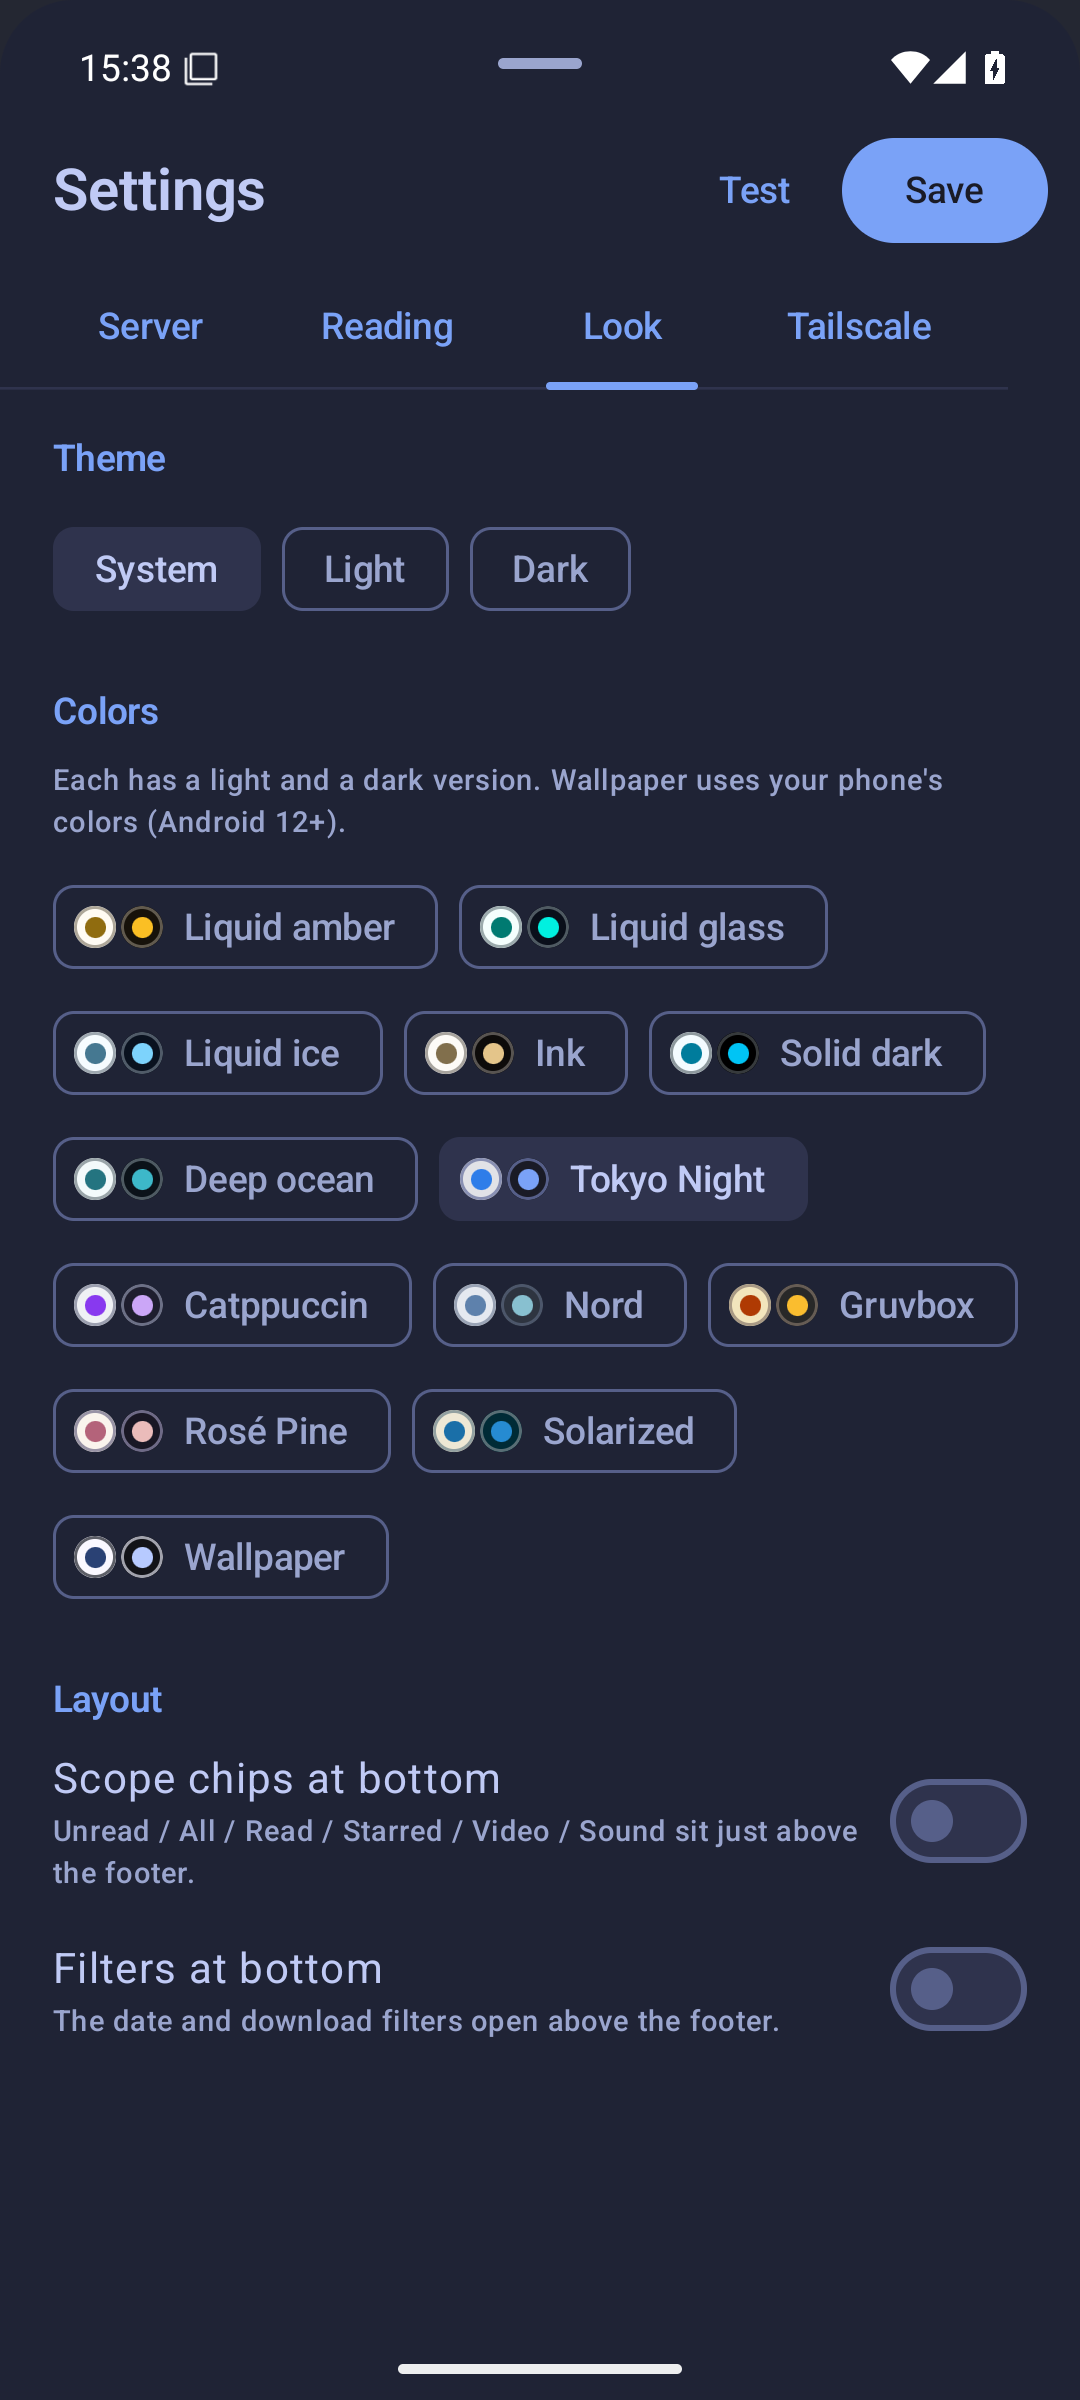 15:38
Settings
Test
Save
Server
Reading
Look
Tailscale
Theme
System
Light
Dark
Colors
Each has a light and a dark version. Wallpaper uses your phone's
colors (Android 12+).
Liquid amber
Liquid glass
Liquid ice
Ink
Solid dark
Deep ocean
Tokyo Night
Catppuccin
Nord
Gruvbox
Rosé Pine
Solarized
Wallpaper
Layout
Scope chips at bottom
Unread / All / Read / Starred / Video / Sound sit just above
the footer.
Filters at bottom
The date and download filters open above the footer.